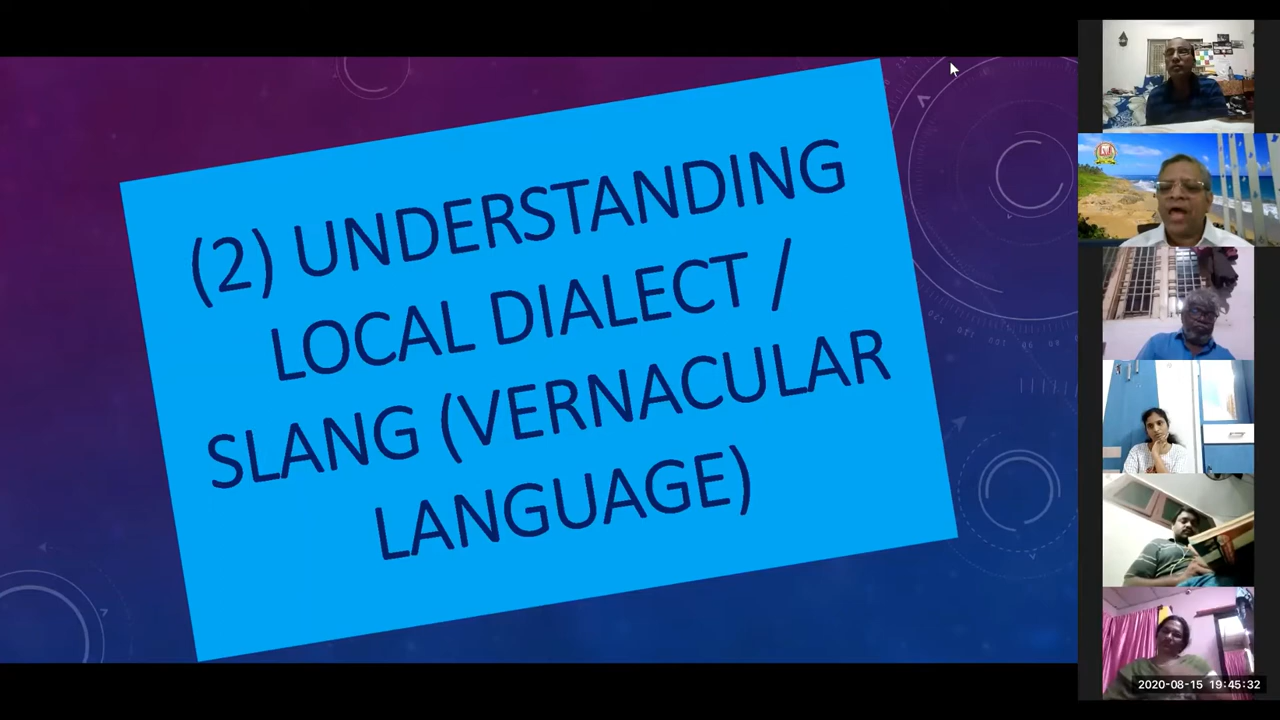 (2) UNDERSTANDING
LOCAL DIALECT /
SLANG (VERNACULAR
LANGUAGE)
2020-08-15 19:45:32